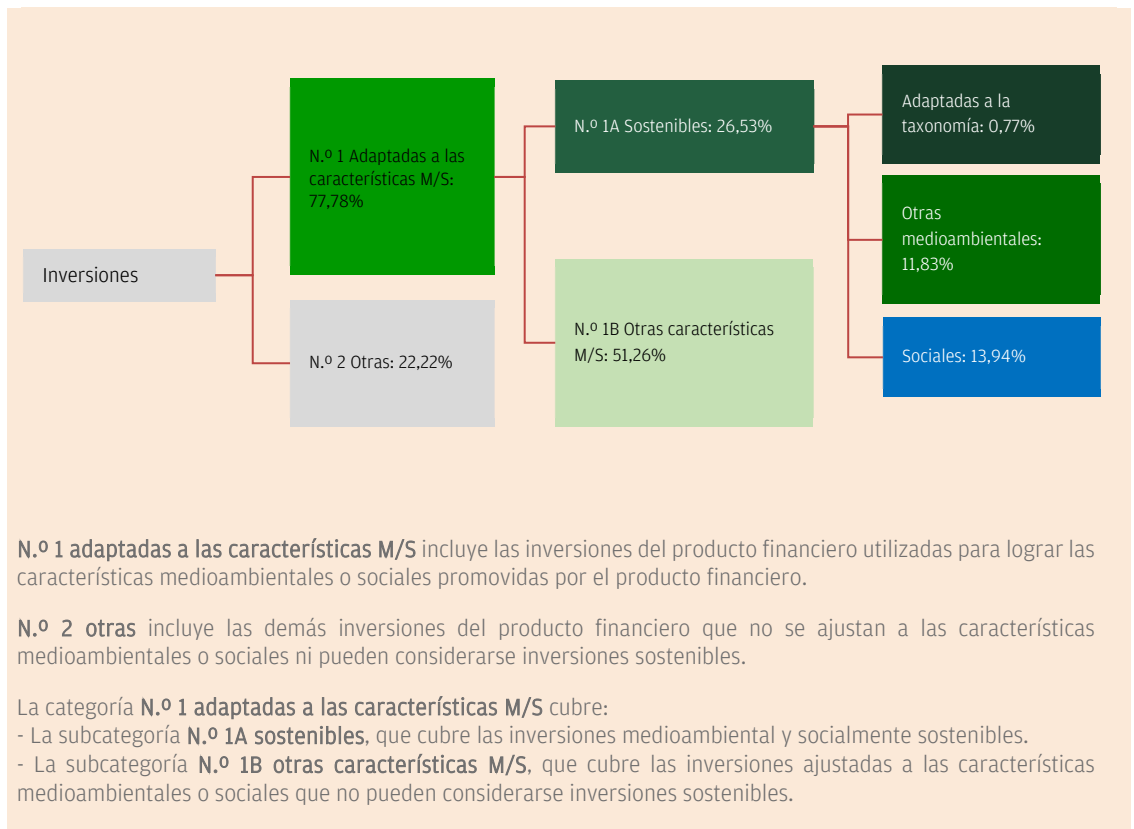 Inversiones
N.º 1 Adaptadas a las
características M/S:
77,78%
N.º 2 Otras: 22,22%
N.º 1A Sostenibles: 26,53%
N.º 1B Otras características
M/S: 51,26%
Adaptadas a la
taxonomía: 0,77%
Otras
medioambientales:
11,83%
Sociales: 13,94%
N.º 1 adaptadas a las características M/S incluye las inversiones del producto financiero utilizadas para lograr las
características medioambientales o sociales promovidas por el producto financiero.
N.º 2 otras incluye las demás inversiones del producto financiero que no se ajustan a las características
medioambientales o sociales ni pueden considerarse inversiones sostenibles.
La categoría N.º 1 adaptadas a las características M/S cubre:
- La subcategoría N.º 1A sostenibles, que cubre las inversiones medioambiental y socialmente sostenibles.
- La subcategoría N.º 1B otras características M/S, que cubre las inversiones ajustadas a las características
medioambientales o sociales que no pueden considerarse inversiones sostenibles.